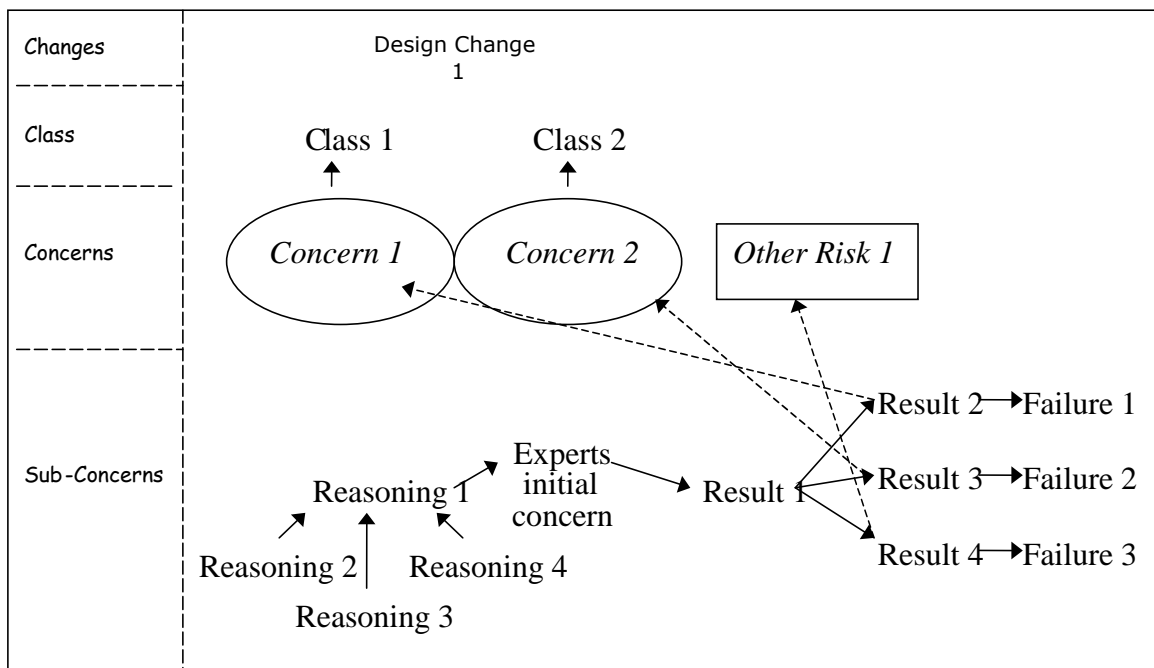 Changes
Design Change
1
Class
Class 1
Class 2
Concerns
Concern 1
Concern 2
Other Risk 1
Sub-Concerns
Result 2
Failure 1
Experts
initial
concern
Reasoning 1
Result 1
Result 3
Failure 2
Reasoning 2
Reasoning 4
Result 4
Failure 3
Reasoning 3